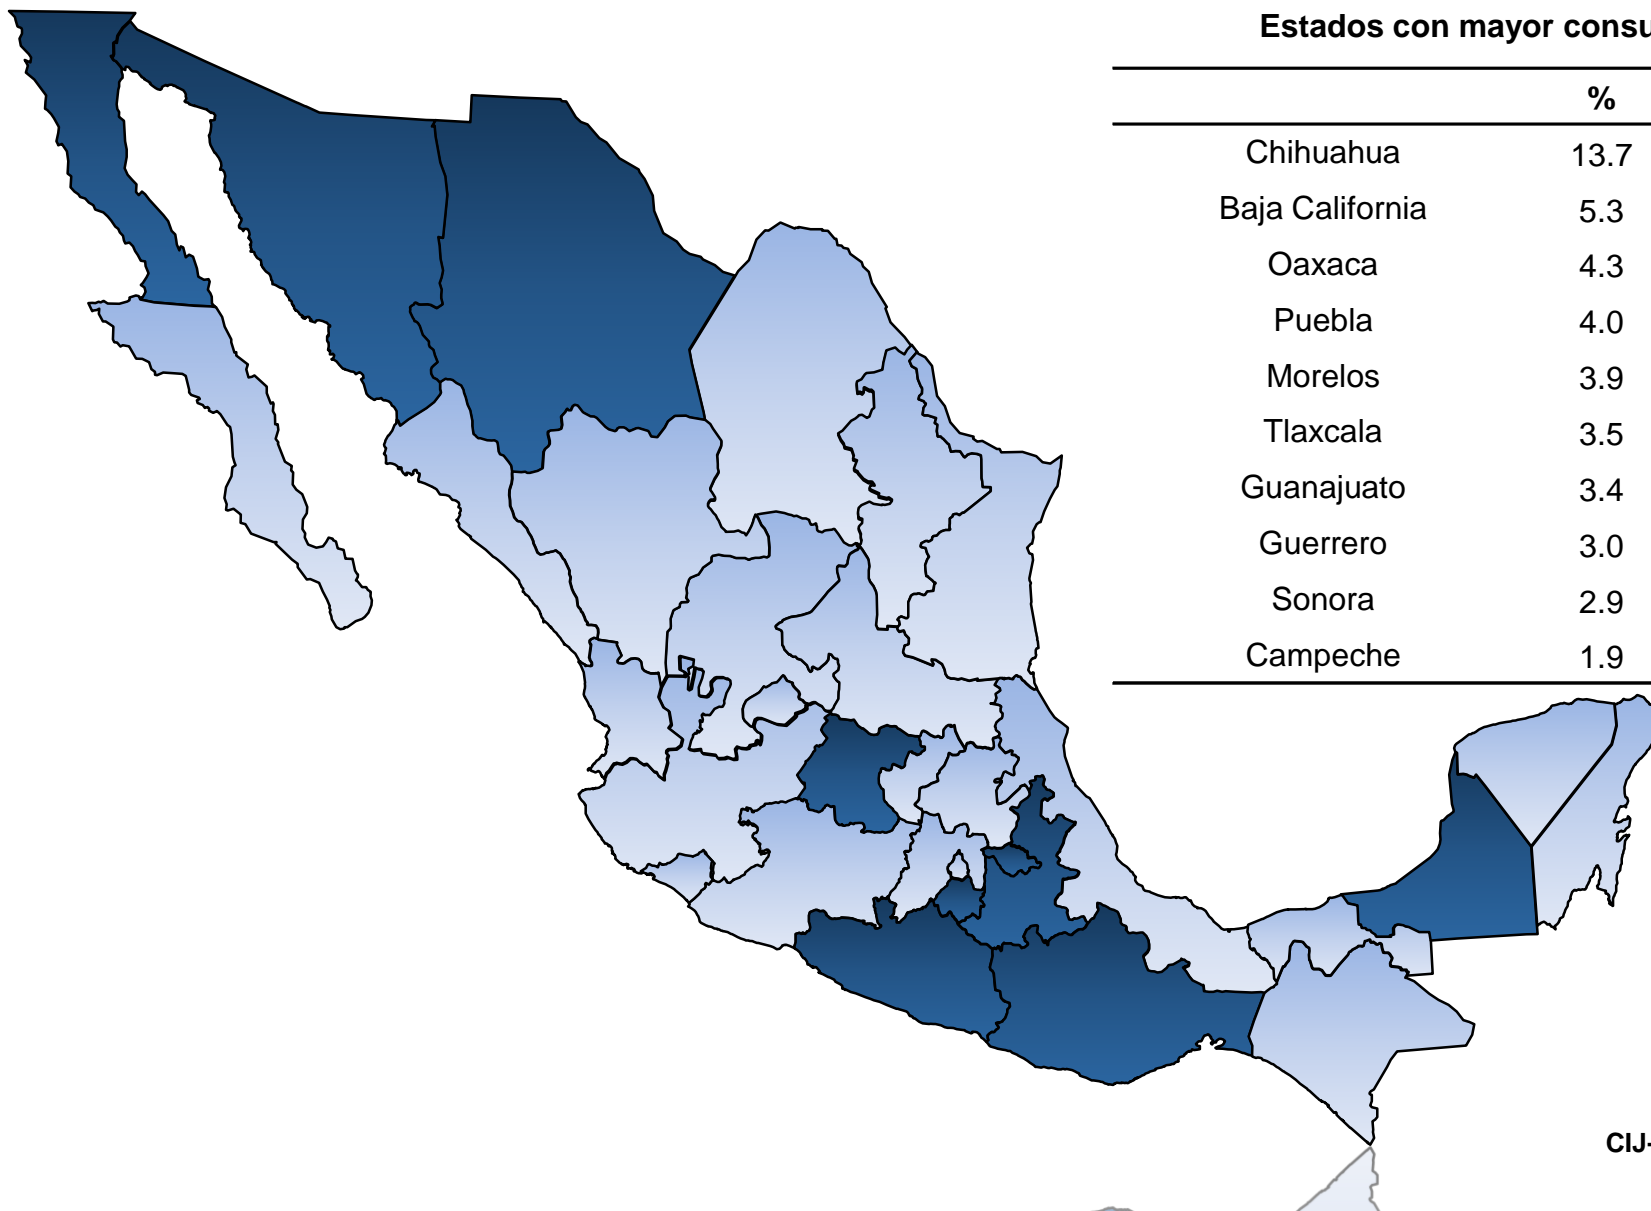 Estados con mayor consu
%
Chihuahua 13.7
Baja California 5.3
Oaxaca 4.3
Puebla 4.0
Morelos 3.9
Tlaxcala 3.5
Guanajuato 3.4
Guerrero 3.0
Sonora 2.9
Campeche 1.9
CIJ-